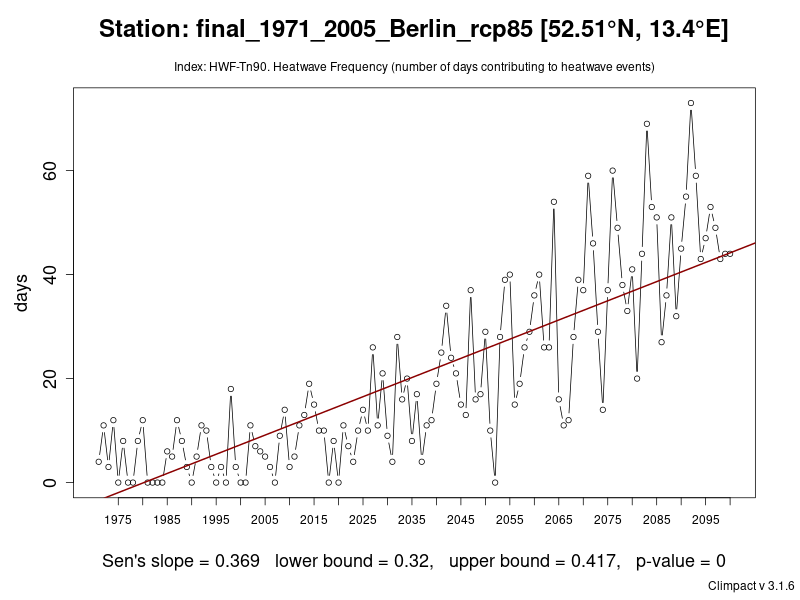 Station: final_1971_2005_Berlin_rcp85 [52.51°N, 13.4°E]
Index: HWF-Tn90. Heatwave Frequency (number of days contributing to heatwave events)
60
40
20
0
days
1975 1985 1995 2005 2015 2025 2035 2045 2055 2065 2075 2085 2095
Sen's slope = 0.369 lower bound = 0.32, upper bound = 0.417, p-value = 0
Climpact v 3.1.6